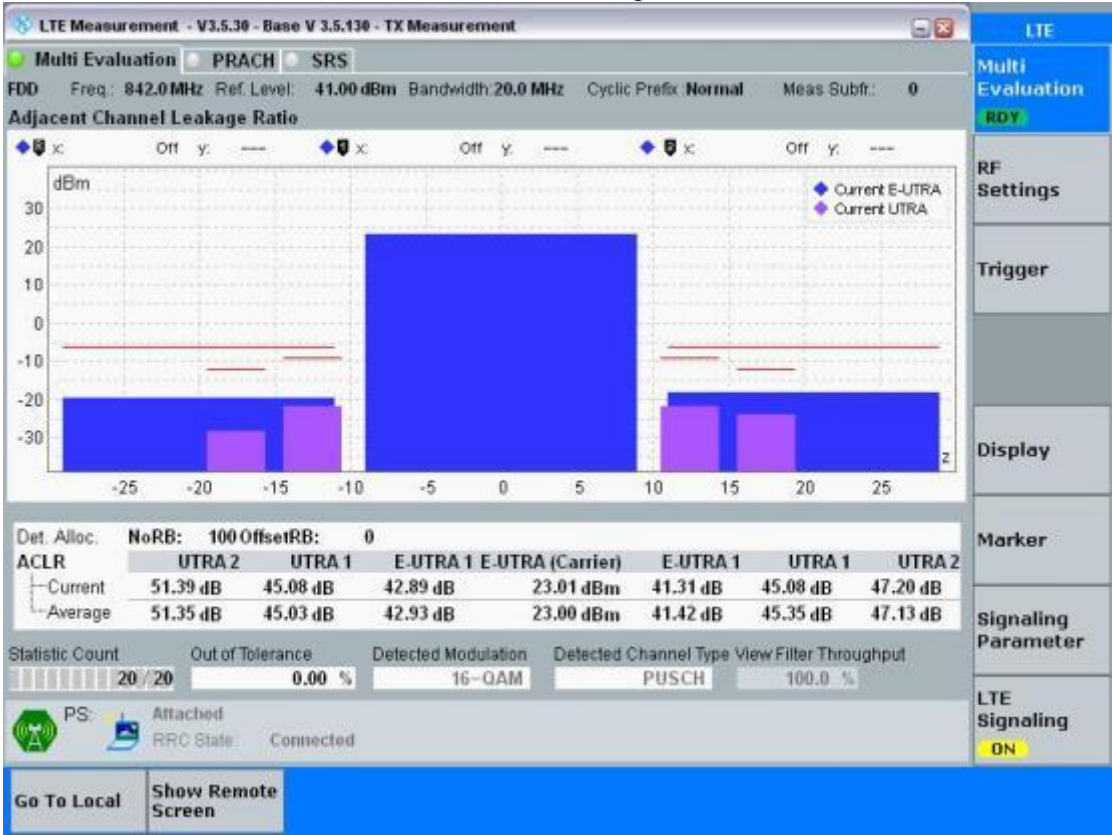 LTE Measurement - V3.5.30 - Base V 3.5.130 - TX Measurement
LTE
Multi Evaluation PRACH SRS
Multi
Evaluation
RDY
FDD Freq.: 842.0 MHz Ref. Level: 41.00 dBm Bandwidth: 20.0 MHz Cyclic Prefix: Normal Meas Subfr.: 0
Adjacent Channel Leakage Ratio
x: Off y: --- x: Off y: --- x: Off y: ---
dBm
Current E-UTRA
Current UTRA
30
20
10
0
-10
-20
-30
z
-25 -20 -15 -10 -5 0 5 10 15 20 25
RF
Settings
Trigger
Display
Marker
Signaling
Parameter
LTE
Signaling
ON
Det. Alloc. NoRB: 100 OffsetRB: 0
ACLR UTRA 2 UTRA 1 E-UTRA 1 E-UTRA (Carrier) E-UTRA 1 UTRA 1 UTRA 2
Current 51.39 dB 45.08 dB 42.89 dB 23.01 dBm 41.31 dB 45.08 dB 47.20 dB
Average 51.35 dB 45.03 dB 42.93 dB 23.00 dBm 41.42 dB 45.35 dB 47.13 dB
Statistic Count Out of Tolerance Detected Modulation Detected Channel Type View Filter Throughput
20 / 20 0.00 % 16-QAM PUSCH 100.0 %
PS: Attached
RRC State: Connected
Go To Local
Show Remote
Screen